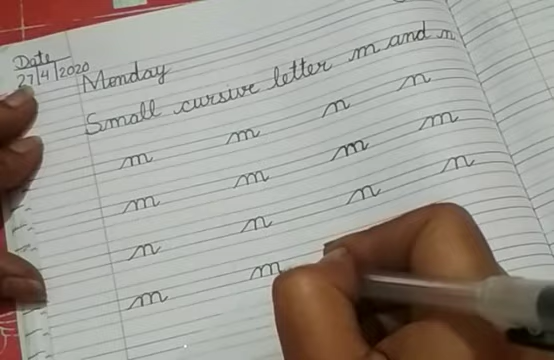 Date
27/4/2020
Monday
Small cursive letter m and n
m m n n
m m m m
n n n n
m m